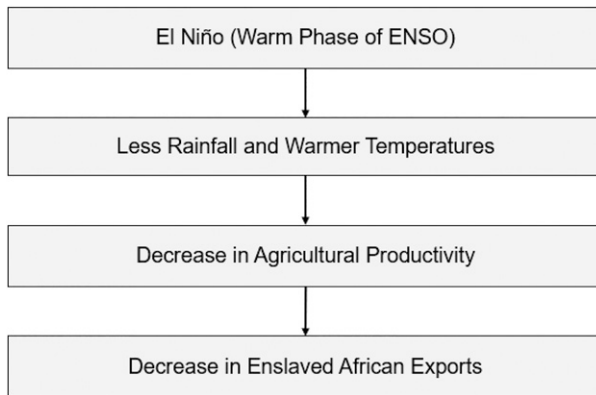 El Niño (Warm Phase of ENSO)
Less Rainfall and Warmer Temperatures
Decrease in Agricultural Productivity
Decrease in Enslaved African Exports